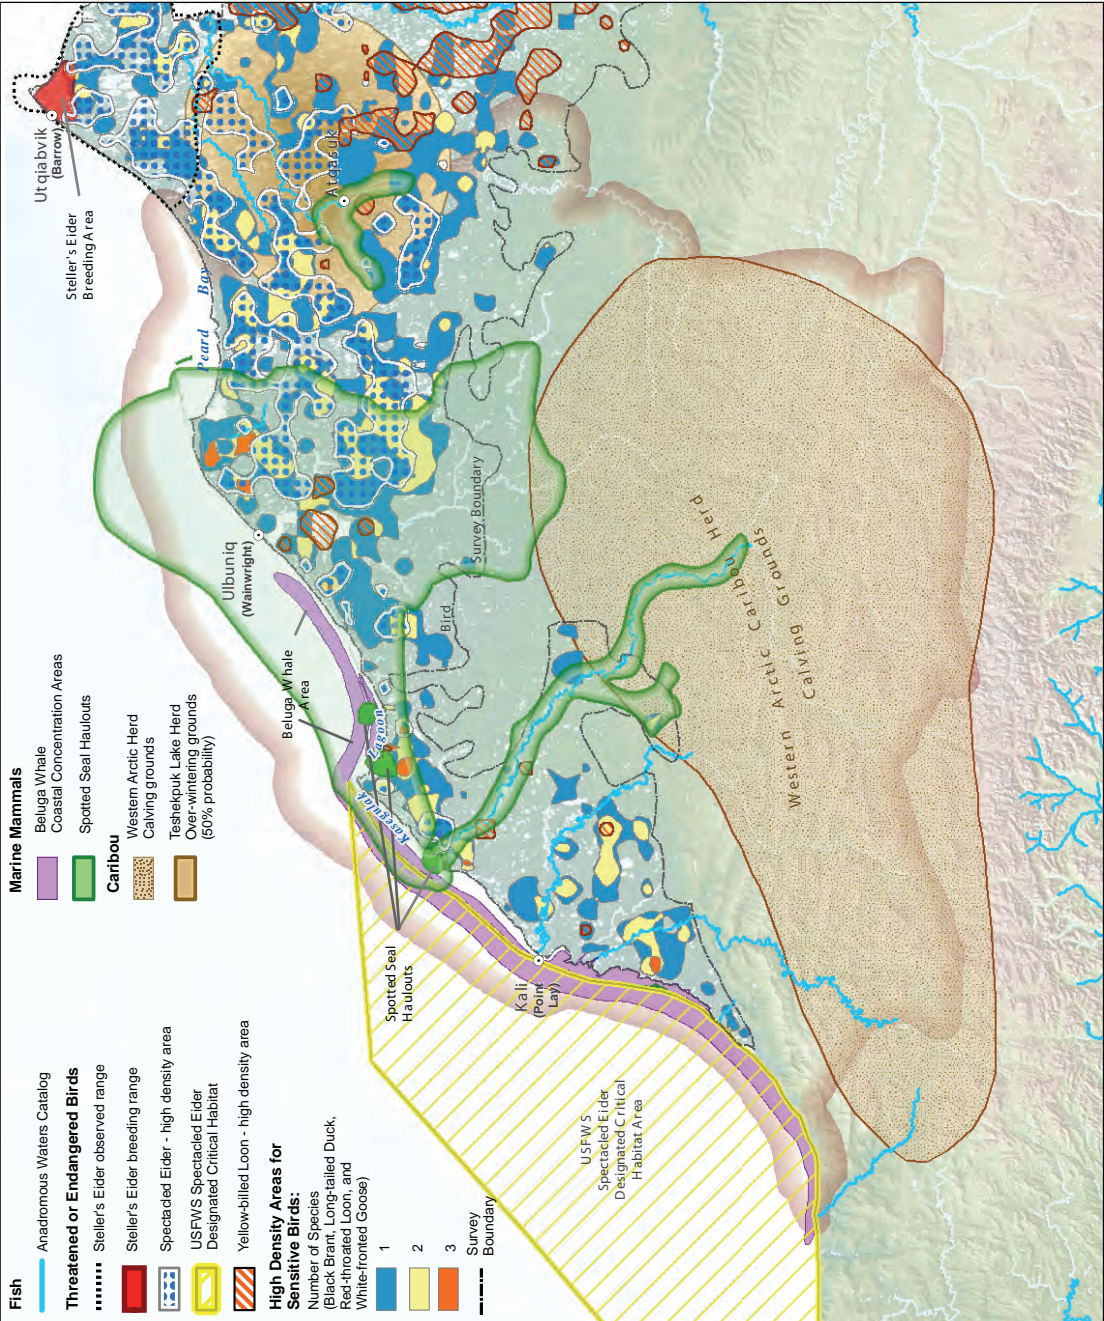 Fish
Anadromous Waters Catalog
Threatened or Endangered Birds
Steller's Eider observed range
Steller's Eider breeding range
Spectacled Eider - high density area
USFWS Spectacled Eider
Designated Critical Habitat
Yellow-billed Loon - high density area
High Density Areas for
Sensitive Birds:
Number of Species
(Black Brant, Long-tailed Duck,
Red-throated Loon, and
White-fronted Goose)
1
2
3
Survey
Boundary
Marine Mammals
Beluga Whale
Coastal Concentration Areas
Spotted Seal Haulouts
Caribou
Western Arctic Herd
Calving grounds
Teshekpuk Lake Herd
Over-wintering grounds
(50% probability)
Utqiabvik
(Barrow)
Steller's Eider
Breeding Area
Peard Bay
Atqasuk
Ulbuniq
(Wainwright)
Beluga Whale
Area
Kasegulak Lagoon
Bird Survey Boundary
Spotted Seal
Haulouts
Kali
(Point
Lay)
USFWS
Spectacled Eider
Designated Critical
Habitat Area
Western Arctic Caribou Herd
Calving Grounds